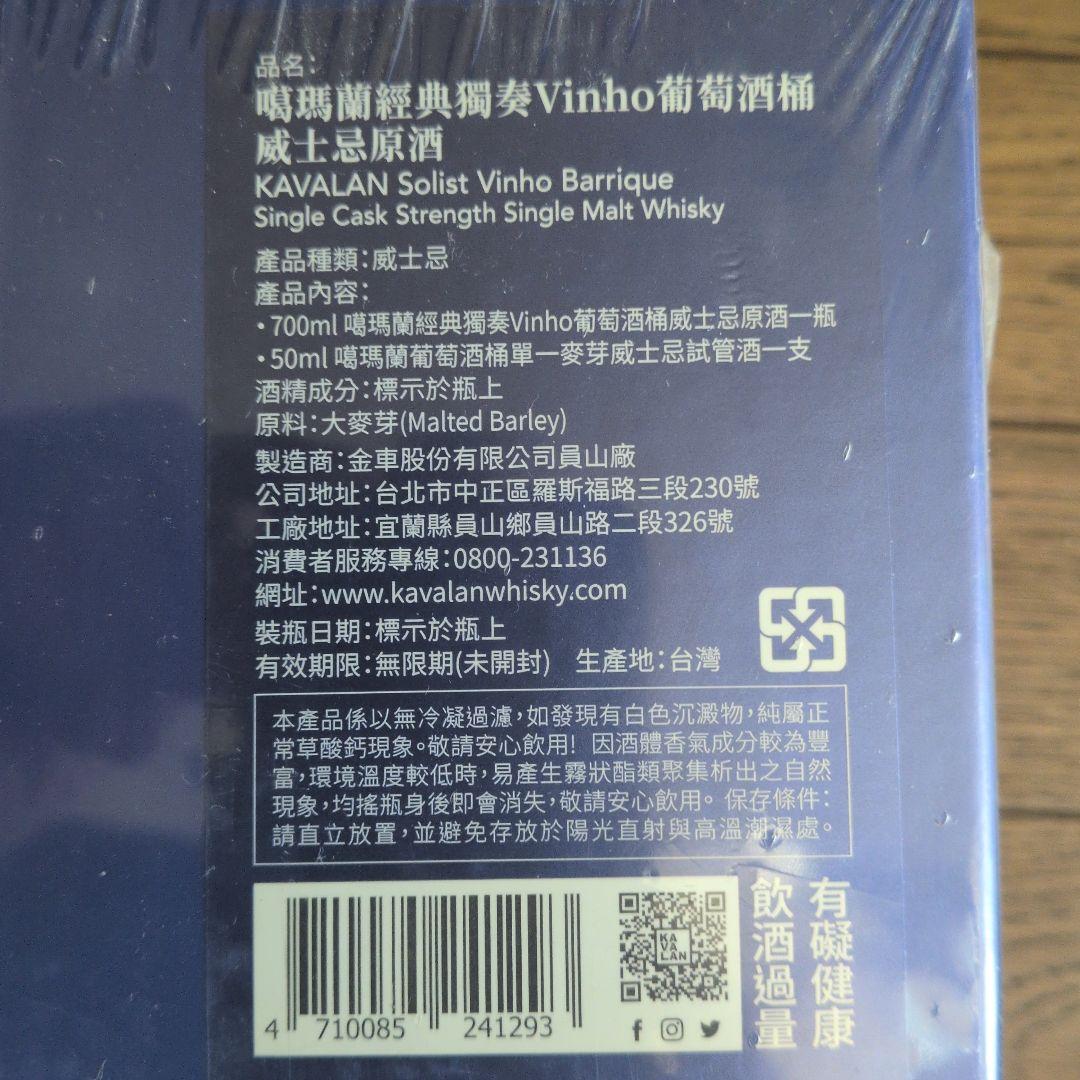 品名：
噶瑪蘭經典獨奏Vinho葡萄酒桶
威士忌原酒
KAVALAN Solist Vinho Barrique
Single Cask Strength Single Malt Whisky
產品種類：威士忌
產品內容：
•700ml 噶瑪蘭經典獨奏Vinho葡萄酒桶威士忌原酒一瓶
•50ml 噶瑪蘭葡萄酒桶單一麥芽威士忌試管酒一支
酒精成分：標示於瓶上
原料：大麥芽(Malted Barley)
製造商：金車股份有限公司員山廠
公司地址：台北市中正區羅斯福路三段230號
工廠地址：宜蘭縣員山鄉員山路二段326號
消費者服務專線：0800-231136
網址：www.kavalanwhisky.com
裝瓶日期：標示於瓶上
有效期限：無限期(未開封) 生產地：台灣
本產品係以無冷凝過濾，如發現有白色沉澱物，純屬正
常草酸鈣現象。敬請安心飲用！因酒體香氣成分較為豐
富，環境溫度較低時，易產生霧狀酯類聚集析出之自然
現象，均搖瓶身後即會消失，敬請安心飲用。保存條件：
請直立放置，並避免存放於陽光直射與高溫潮濕處。
4 710085 241293
KA
VA
LAN
飲酒過量
有礙健康